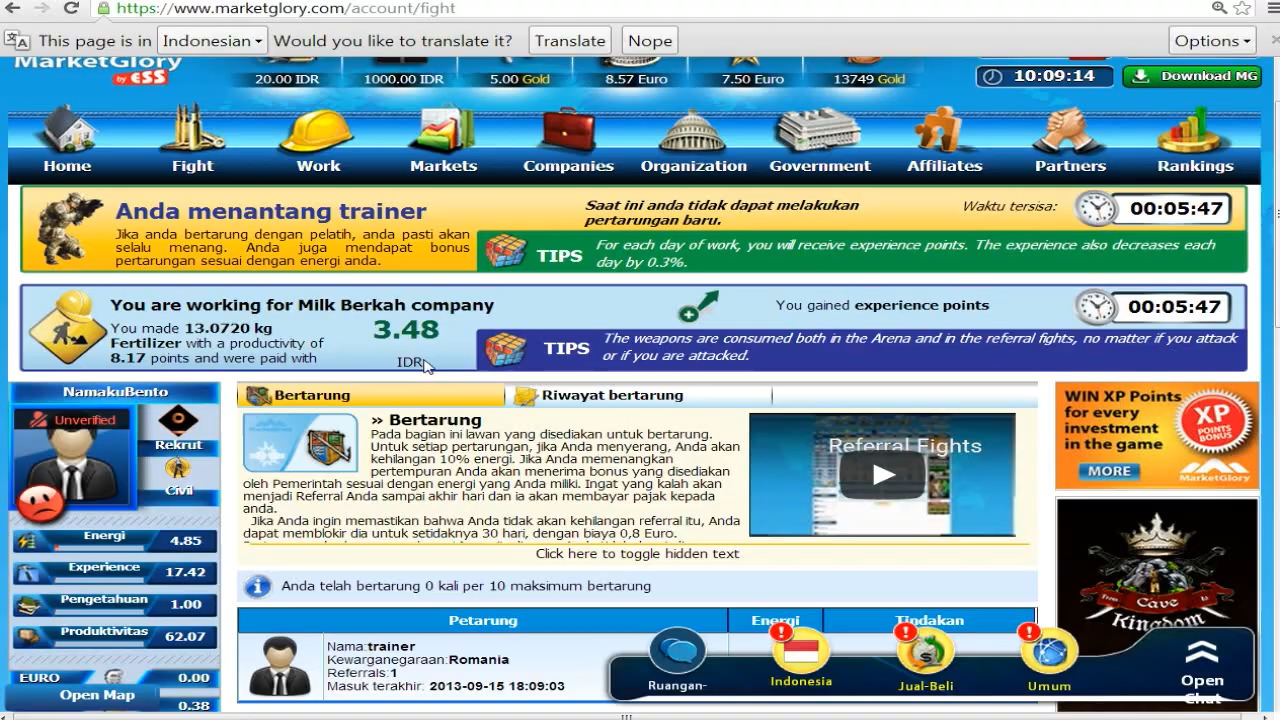 https://www.marketglory.com/account/fight
This page is in Indonesian Would you like to translate it? Translate Nope Options
MarketGlory
by ESS
20.00 IDR 1000.00 IDR 5.00 Gold 8.57 Euro 7.50 Euro 13749 Gold
10:09:14 Download MG
Home Fight Work Markets Companies Organization Government Affiliates Partners Rankings
Anda menantang trainer
Jika anda bertarung dengan pelatih, anda pasti akan
selalu menang. Anda juga mendapat bonus
pertarungan sesuai dengan energi anda.
Saat ini anda tidak dapat melakukan
pertarungan baru.
Waktu tersisa: 00:05:47
TIPS
For each day of work, you will receive experience points. The experience also decreases each
day by 0.3%.
You are working for Milk Berkah company
You made 13.0720 kg
Fertilizer with a productivity of
8.17 points and were paid with
3.48
IDR
You gained experience points
00:05:47
TIPS
The weapons are consumed both in the Arena and in the referral fights, no matter if you attack
or if you are attacked.
NamakuBento
Unverified
Rekrut
Civil
Energi 4.85
Experience 17.42
Pengetahuan 1.00
Produktivitas 62.07
EURO 0.00
0.38
Open Map
Bertarung Riwayat bertarung
» Bertarung
Pada bagian ini lawan yang disediakan untuk bertarung.
Untuk setiap pertarungan, jika Anda menyerang, Anda akan
kehilangan 10% energi. Jika Anda memenangkan
pertempuran Anda akan menerima bonus yang disediakan
oleh Pemerintah sesuai dengan energi yang Anda miliki. Ingat yang kalah akan
menjadi Referral Anda sampai akhir hari dan ia akan membayar pajak kepada
anda.
Jika Anda ingin memastikan bahwa Anda tidak akan kehilangan referral itu, Anda
dapat memblokir dia untuk setidaknya 30 hari, dengan biaya 0,8 Euro.
Referral Fights
Click here to toggle hidden text
Anda telah bertarung 0 kali per 10 maksimum bertarung
Petarung Energi Tindakan
Nama:trainer
Kewarganegaraan:Romania
Referrals:1
Masuk terakhir: 2013-09-15 18:09:03
WIN XP Points
for every
investment
in the game
MORE
XP
POINTS
BONUS
MarketGlory
Cave
Kingdom
Ruangan-
Indonesia
Jual-Beli
Umum
Open
Chat